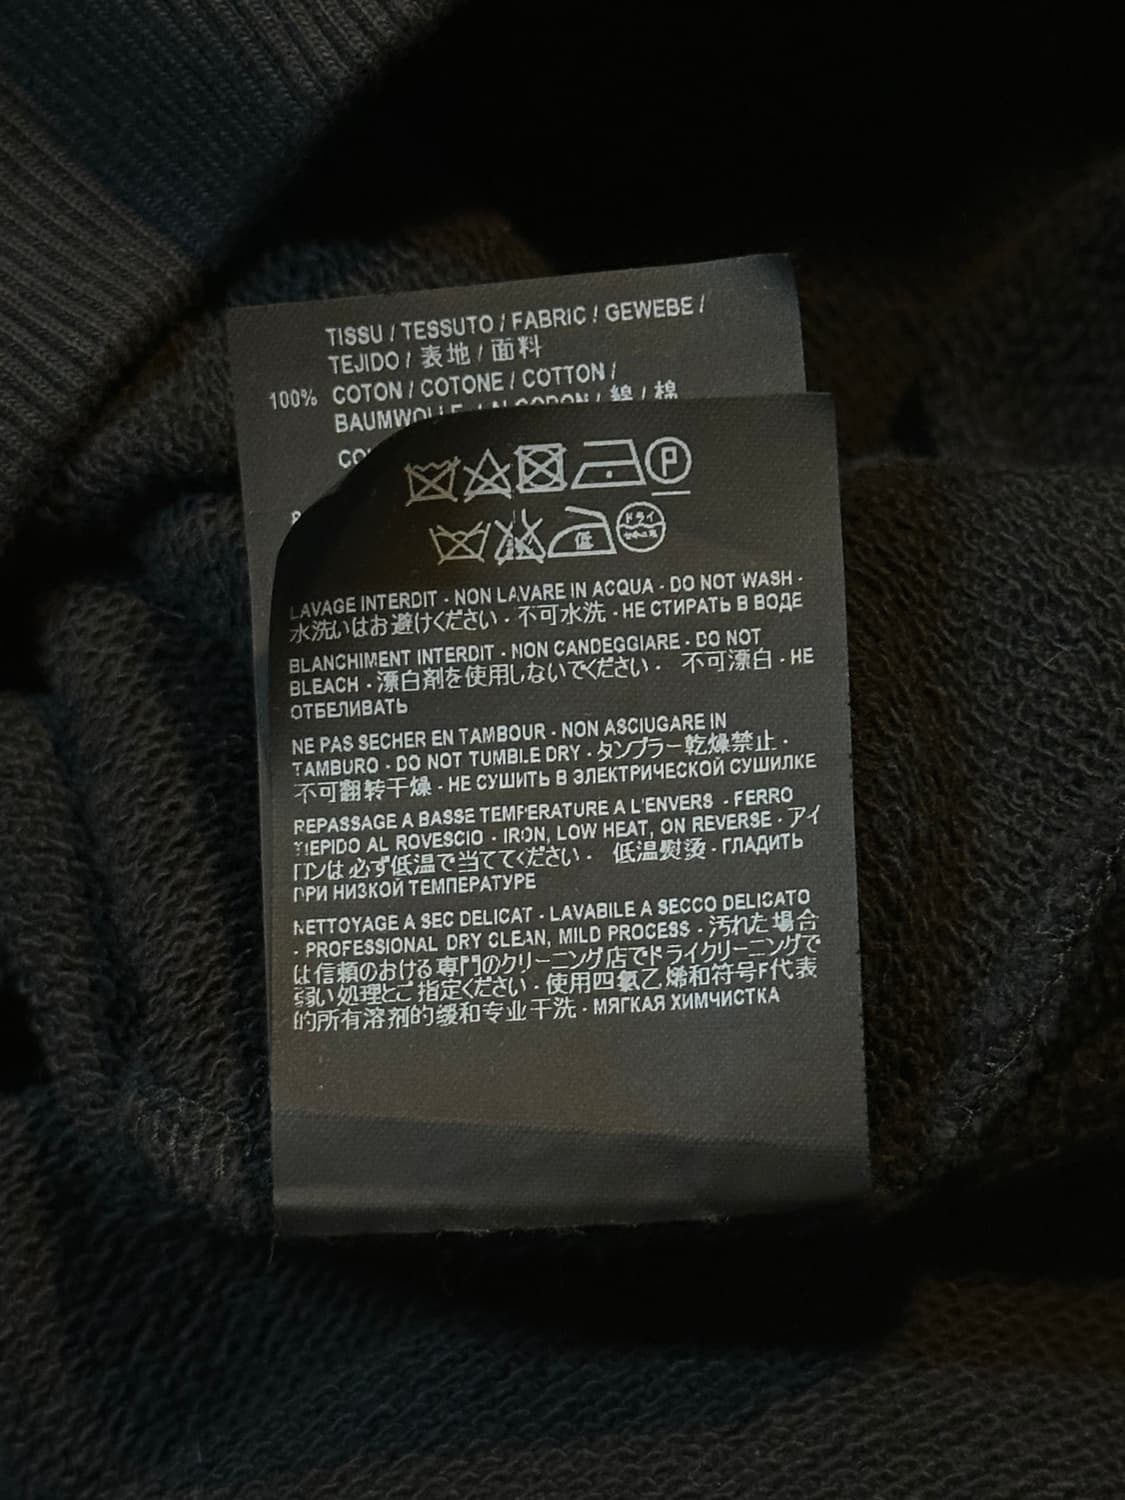 TISSU / TESSUTO / FABRIC / GEWEBE /
TEJIDO / 表地 / 面料
100% COTON / COTONE / COTTON /
BAUMWOLLE / ALGODON / 綿 / 棉
P
ドライ
低
LAVAGE INTERDIT - NON LAVARE IN ACQUA - DO NOT WASH -
水洗いはお避けください - 不可水洗 - НЕ СТИРАТЬ В ВОДЕ
BLANCHIMENT INTERDIT - NON CANDEGGIARE - DO NOT
BLEACH - 漂白剤を使用しないでください - 不可漂白 - НЕ
ОТБЕЛИВАТЬ
NE PAS SECHER EN TAMBOUR - NON ASCIUGARE IN
TAMBURO - DO NOT TUMBLE DRY - タンブラー乾燥禁止 -
不可翻转干燥 - НЕ СУШИТЬ В ЭЛЕКТРИЧЕСКОЙ СУШИЛКЕ
REPASSAGE A BASSE TEMPERATURE A L'ENVERS - FERRO
TIEPIDO AL ROVESCIO - IRON, LOW HEAT, ON REVERSE - アイ
ロンは必ず低温で当ててください - 低温熨烫 - ГЛАДИТЬ
ПРИ НИЗКОЙ ТЕМПЕРАТУРЕ
NETTOYAGE A SEC DELICAT - LAVABILE A SECCO DELICATO
- PROFESSIONAL DRY CLEAN, MILD PROCESS - 汚れた場合
は信頼のおける専門のクリーニング店でドライクリーニングで
弱い処理とご指定ください - 使用四氯乙烯和符号F代表
的所有溶剂的缓和专业干洗 - МЯГКАЯ ХИМЧИСТКА